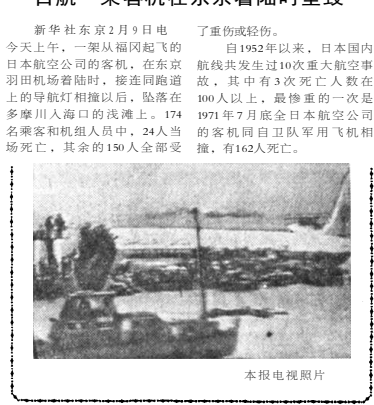 日航一架客机在东京着陆时坠毁
新华社东京2月9日电
今天上午，一架从福冈起飞的
日本航空公司的客机，在东京
羽田机场着陆时，接连同跑道
上的导航灯相撞以后，坠落在
多摩川入海口的浅滩上。174
名乘客和机组人员中，24人当
场死亡，其余的150人全部受
了重伤或轻伤。
自1952年以来，日本国内
航线共发生过10次重大航空事
故，其中有3次死亡人数在
100人以上，最惨重的一次是
1971年7月底全日本航空公司
的客机同自卫队军用飞机相
撞，有162人死亡。
本报电视照片